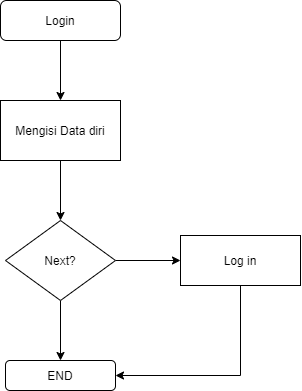 Login
Mengisi Data diri
Next?
Log in
END